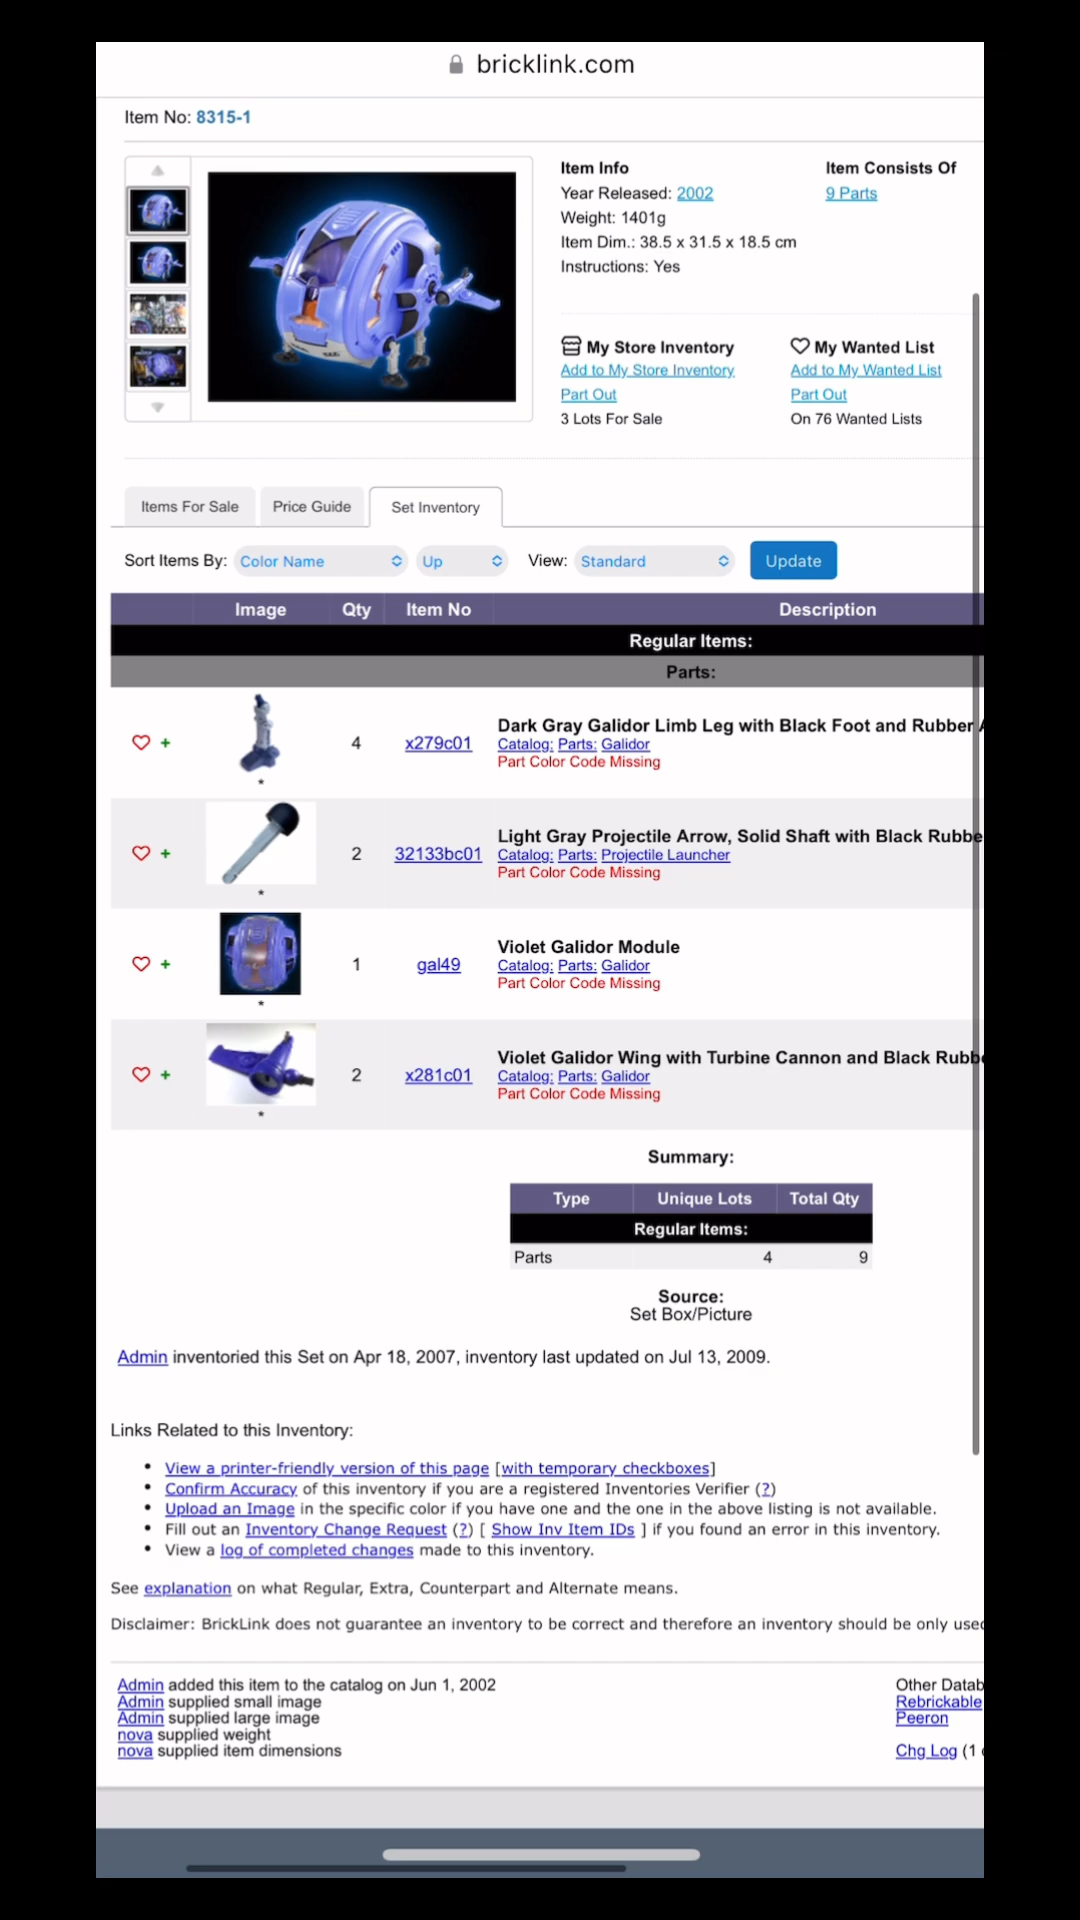 bricklink.com
Item No: 8315-1
Item Info
Year Released: 2002
Weight: 1401g
Item Dim.: 38.5 x 31.5 x 18.5 cm
Instructions: Yes
Item Consists Of
9 Parts
My Store Inventory
Add to My Store Inventory
Part Out
3 Lots For Sale
My Wanted List
Add to My Wanted List
Part Out
On 76 Wanted Lists
Items For Sale
Price Guide
Set Inventory
Sort Items By: Color Name Up View: Standard Update
Image Qty Item No Description
Regular Items:
Parts:
+ * 4 x279c01
Dark Gray Galidor Limb Leg with Black Foot and Rubber
Catalog: Parts: Galidor
Part Color Code Missing
+ * 2 32133bc01
Light Gray Projectile Arrow, Solid Shaft with Black Rubbe
Catalog: Parts: Projectile Launcher
Part Color Code Missing
+ * 1 gal49
Violet Galidor Module
Catalog: Parts: Galidor
Part Color Code Missing
+ * 2 x281c01
Violet Galidor Wing with Turbine Cannon and Black Rubb
Catalog: Parts: Galidor
Part Color Code Missing
Summary:
Type Unique Lots Total Qty
Regular Items:
Parts 4 9
Source:
Set Box/Picture
Admin inventoried this Set on Apr 18, 2007, inventory last updated on Jul 13, 2009.
Links Related to this Inventory:
• View a printer-friendly version of this page [with temporary checkboxes]
• Confirm Accuracy of this inventory if you are a registered Inventories Verifier (?)
• Upload an Image in the specific color if you have one and the one in the above listing is not available.
• Fill out an Inventory Change Request (?) [ Show Inv Item IDs ] if you found an error in this inventory.
• View a log of completed changes made to this inventory.
See explanation on what Regular, Extra, Counterpart and Alternate means.
Disclaimer: BrickLink does not guarantee an inventory to be correct and therefore an inventory should be only used
Admin added this item to the catalog on Jun 1, 2002
Admin supplied small image
Admin supplied large image
nova supplied weight
nova supplied item dimensions
Other Datab
Rebrickable
Peeron
Chg Log (1